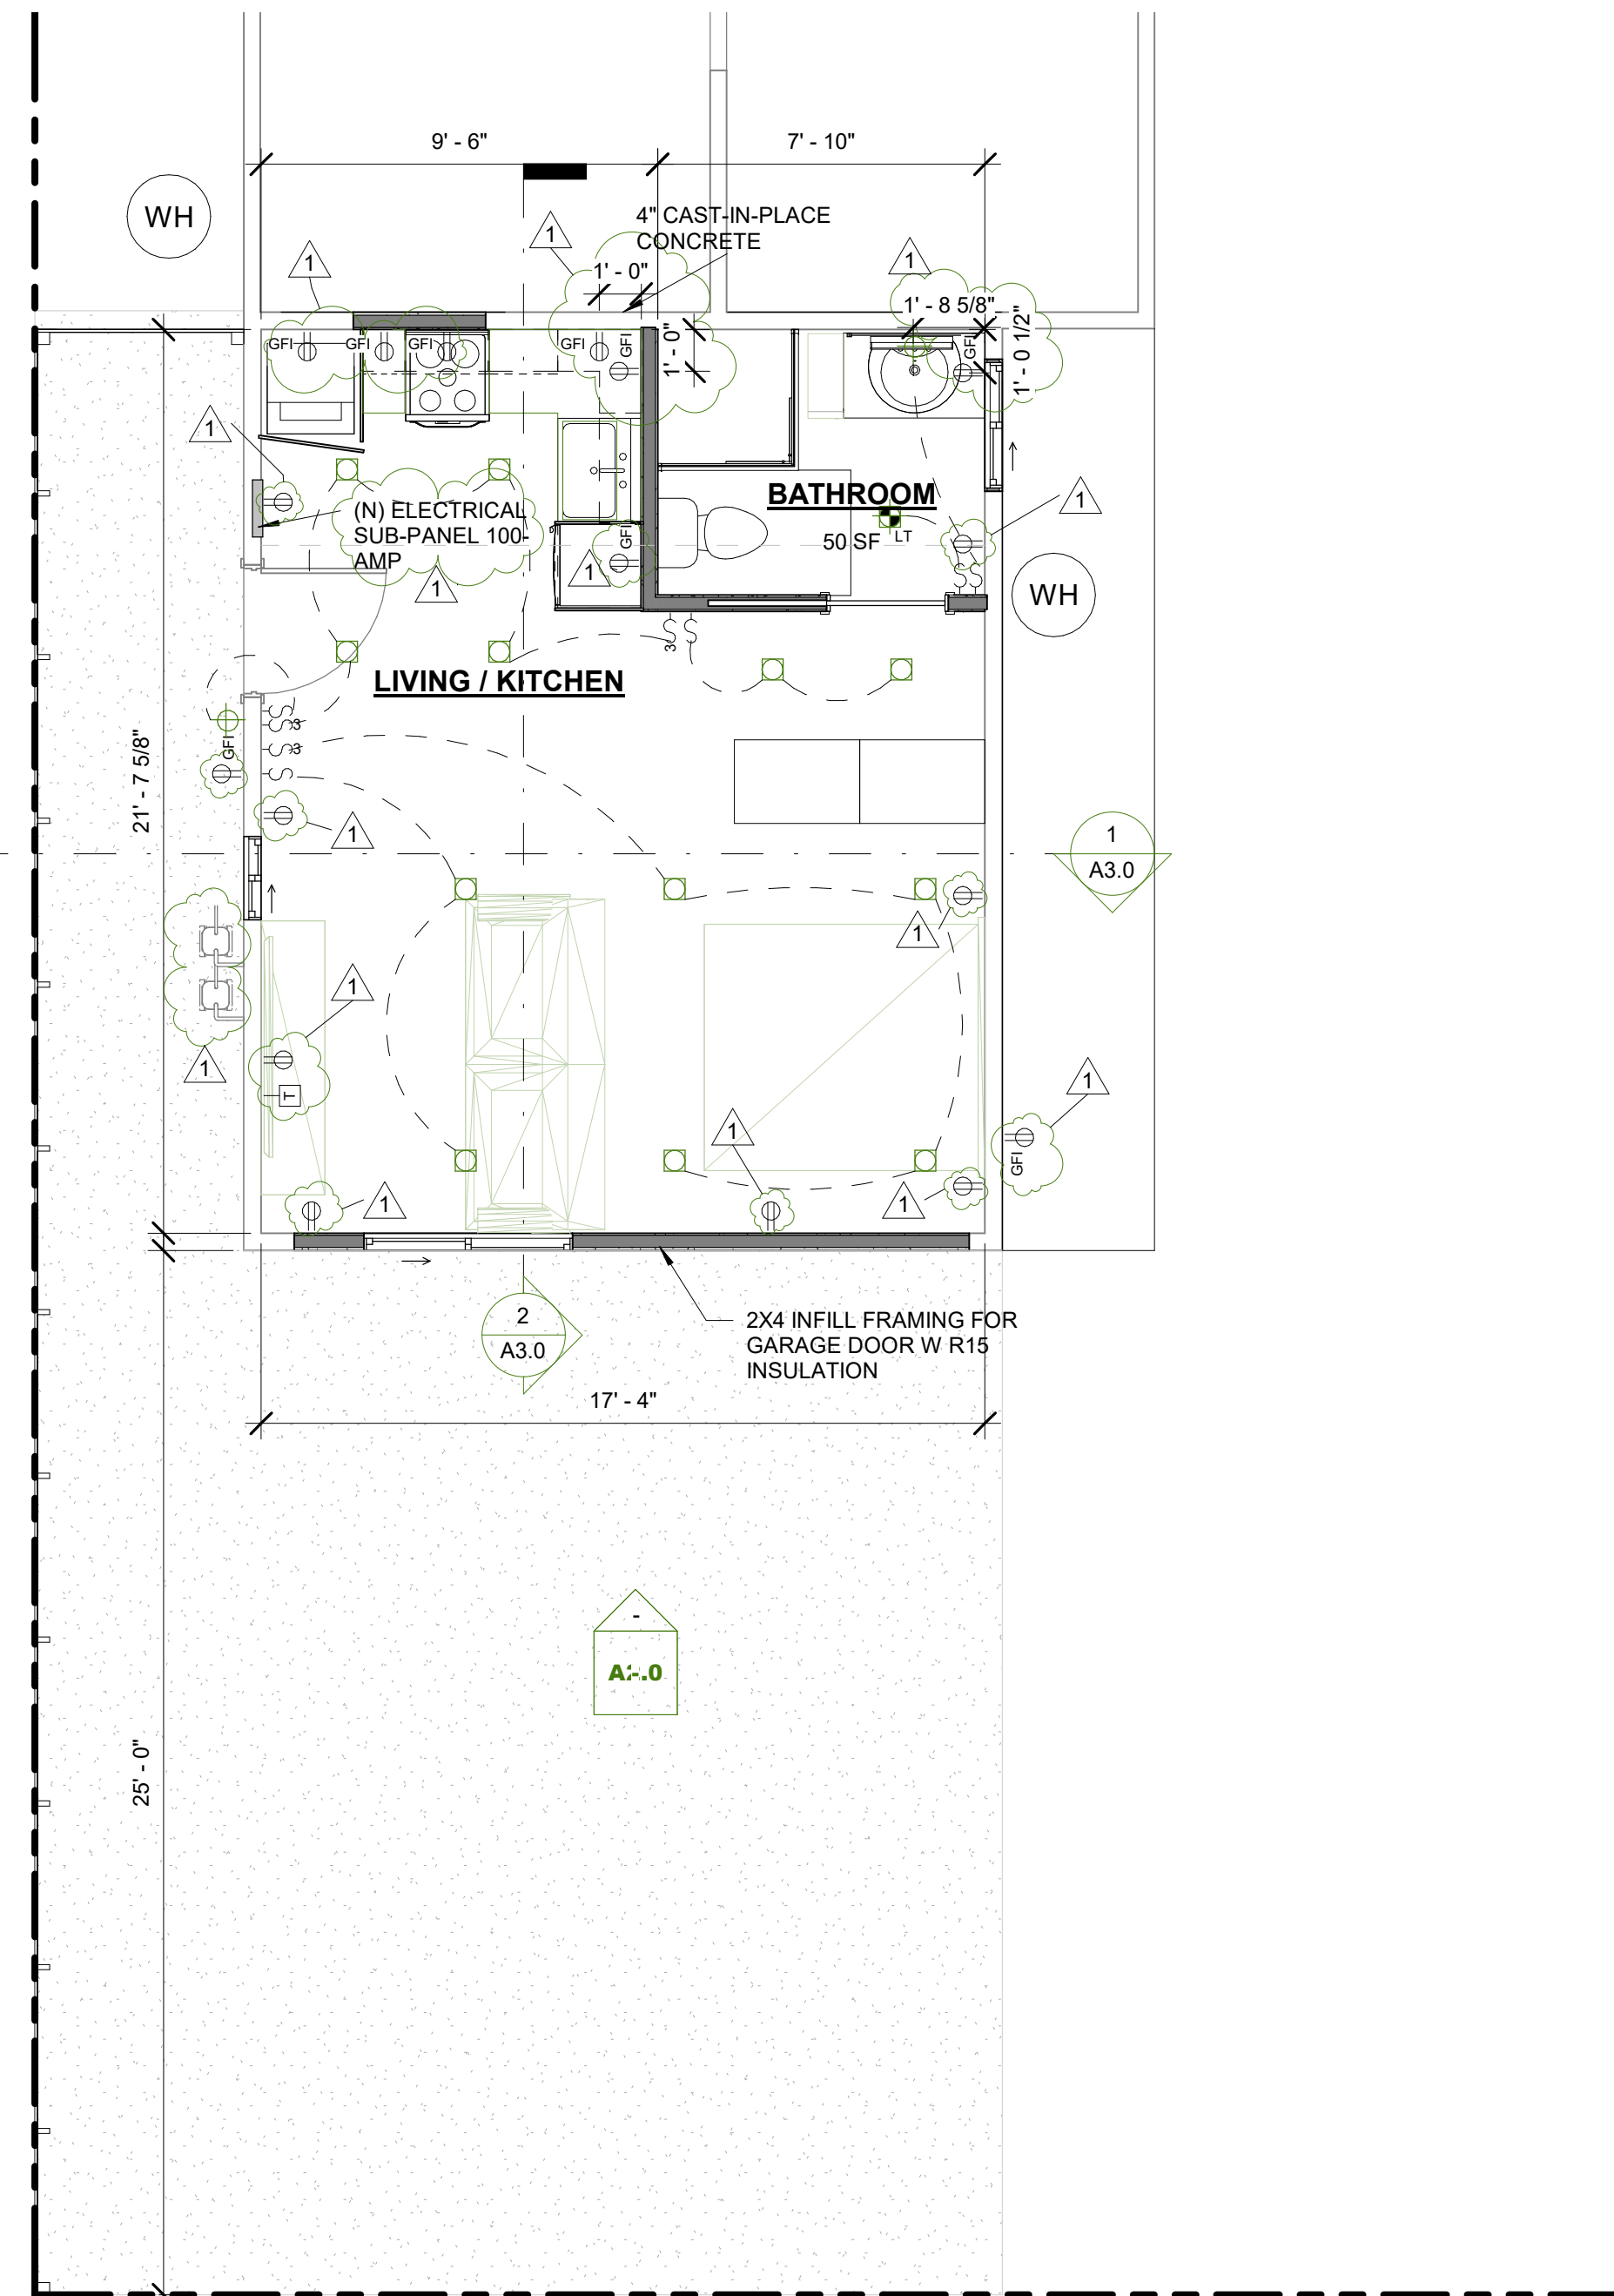 9' - 6"
7' - 10"
WH
4" CAST-IN-PLACE
CONCRETE
1
1
1
1' - 0"
1' - 8 5/8"
1' - 0 1/2"
1' - 0"
GFI
GFI
GFI
GFI
GFI
GFI
1
BATHROOM
1
(N) ELECTRICAL
SUB-PANEL 100-
AMP
50 SF
LT
GFI
1
1
WH
3
LIVING / KITCHEN
3
3
GFI
21' - 7 5/8"
1
1
A3.0
1
1
1
T
1
1
GFI
1
1
2
A3.0
2X4 INFILL FRAMING FOR
GARAGE DOOR W R15
INSULATION
17' - 4"
-
25' - 0"